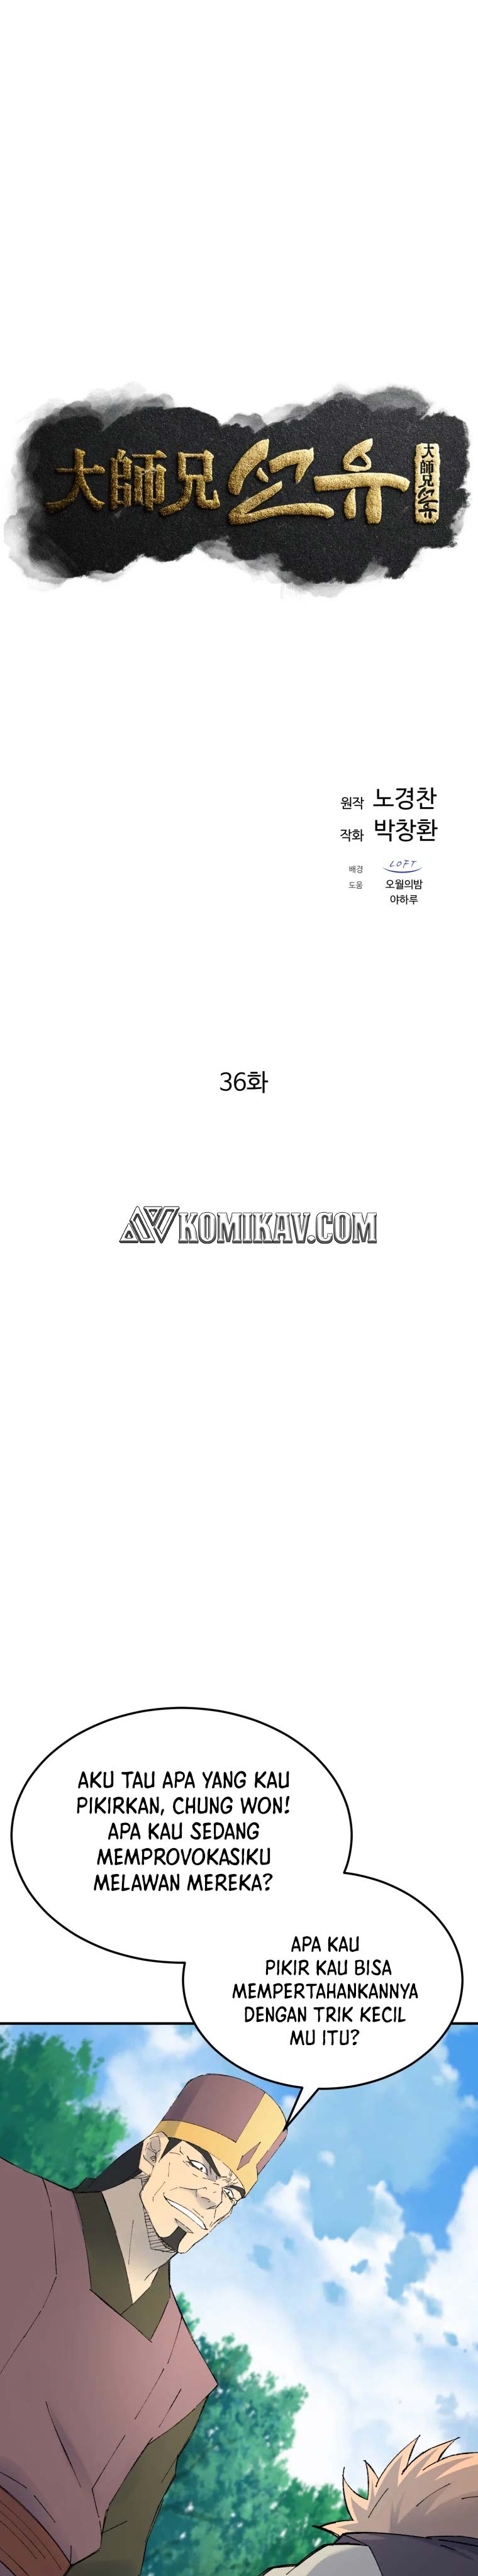 大師兄 선유
大師兄선유
원작 노경찬
작화 박창환
배경 LOFT
도움 오월의밤
야하루
36화
KOMIKAV.COM
AKU TAU APA YANG KAU
PIKIRKAN, CHUNG WON!
APA KAU SEDANG
MEMPROVOKASIKU
MELAWAN MEREKA?
APA KAU
PIKIR KAU BISA
MEMPERTAHANKANNYA
DENGAN TRIK KECIL
MU ITU?